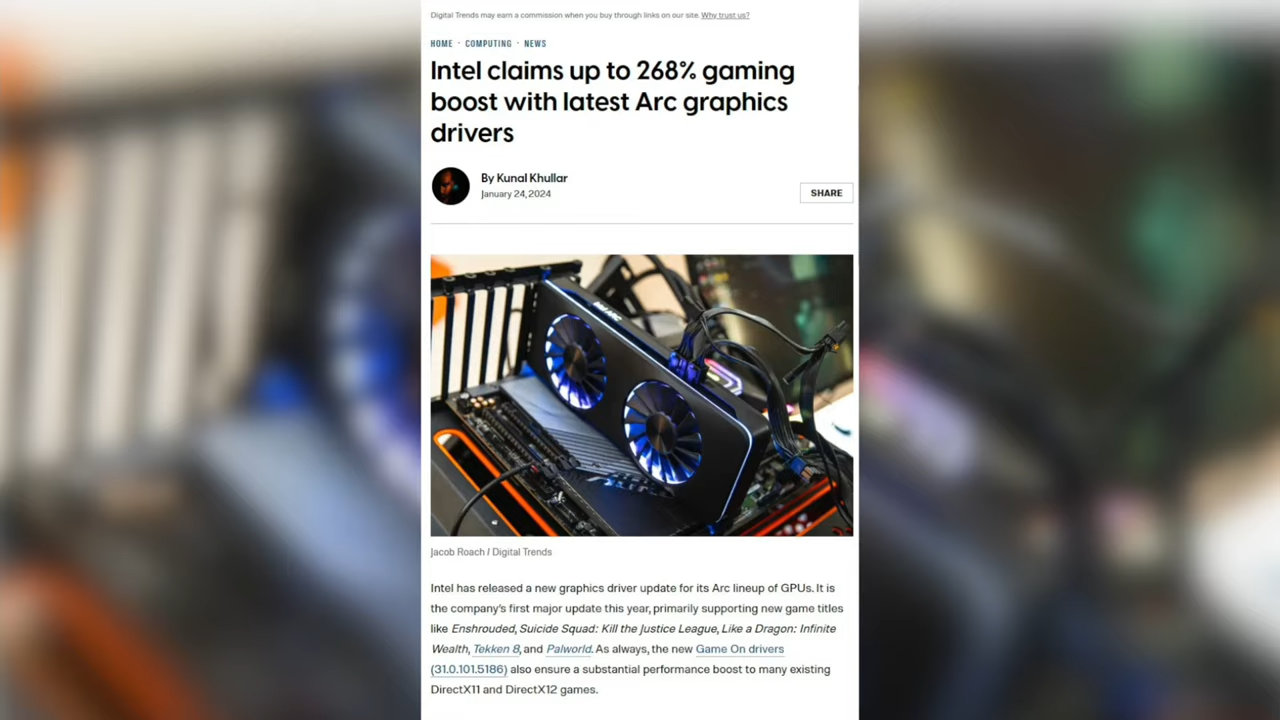 Digital Trends may earn a commission when you buy through links on our site. Why trust us?
HOME · COMPUTING · NEWS
Intel claims up to 268% gaming
boost with latest Arc graphics
drivers
By Kunal Khullar
January 24, 2024
SHARE
Jacob Roach / Digital Trends
Intel has released a new graphics driver update for its Arc lineup of GPUs. It is
the company's first major update this year, primarily supporting new game titles
like Enshrouded, Suicide Squad: Kill the Justice League, Like a Dragon: Infinite
Wealth, Tekken 8, and Palworld. As always, the new Game On drivers
(31.0.101.5186) also ensure a substantial performance boost to many existing
DirectX11 and DirectX12 games.